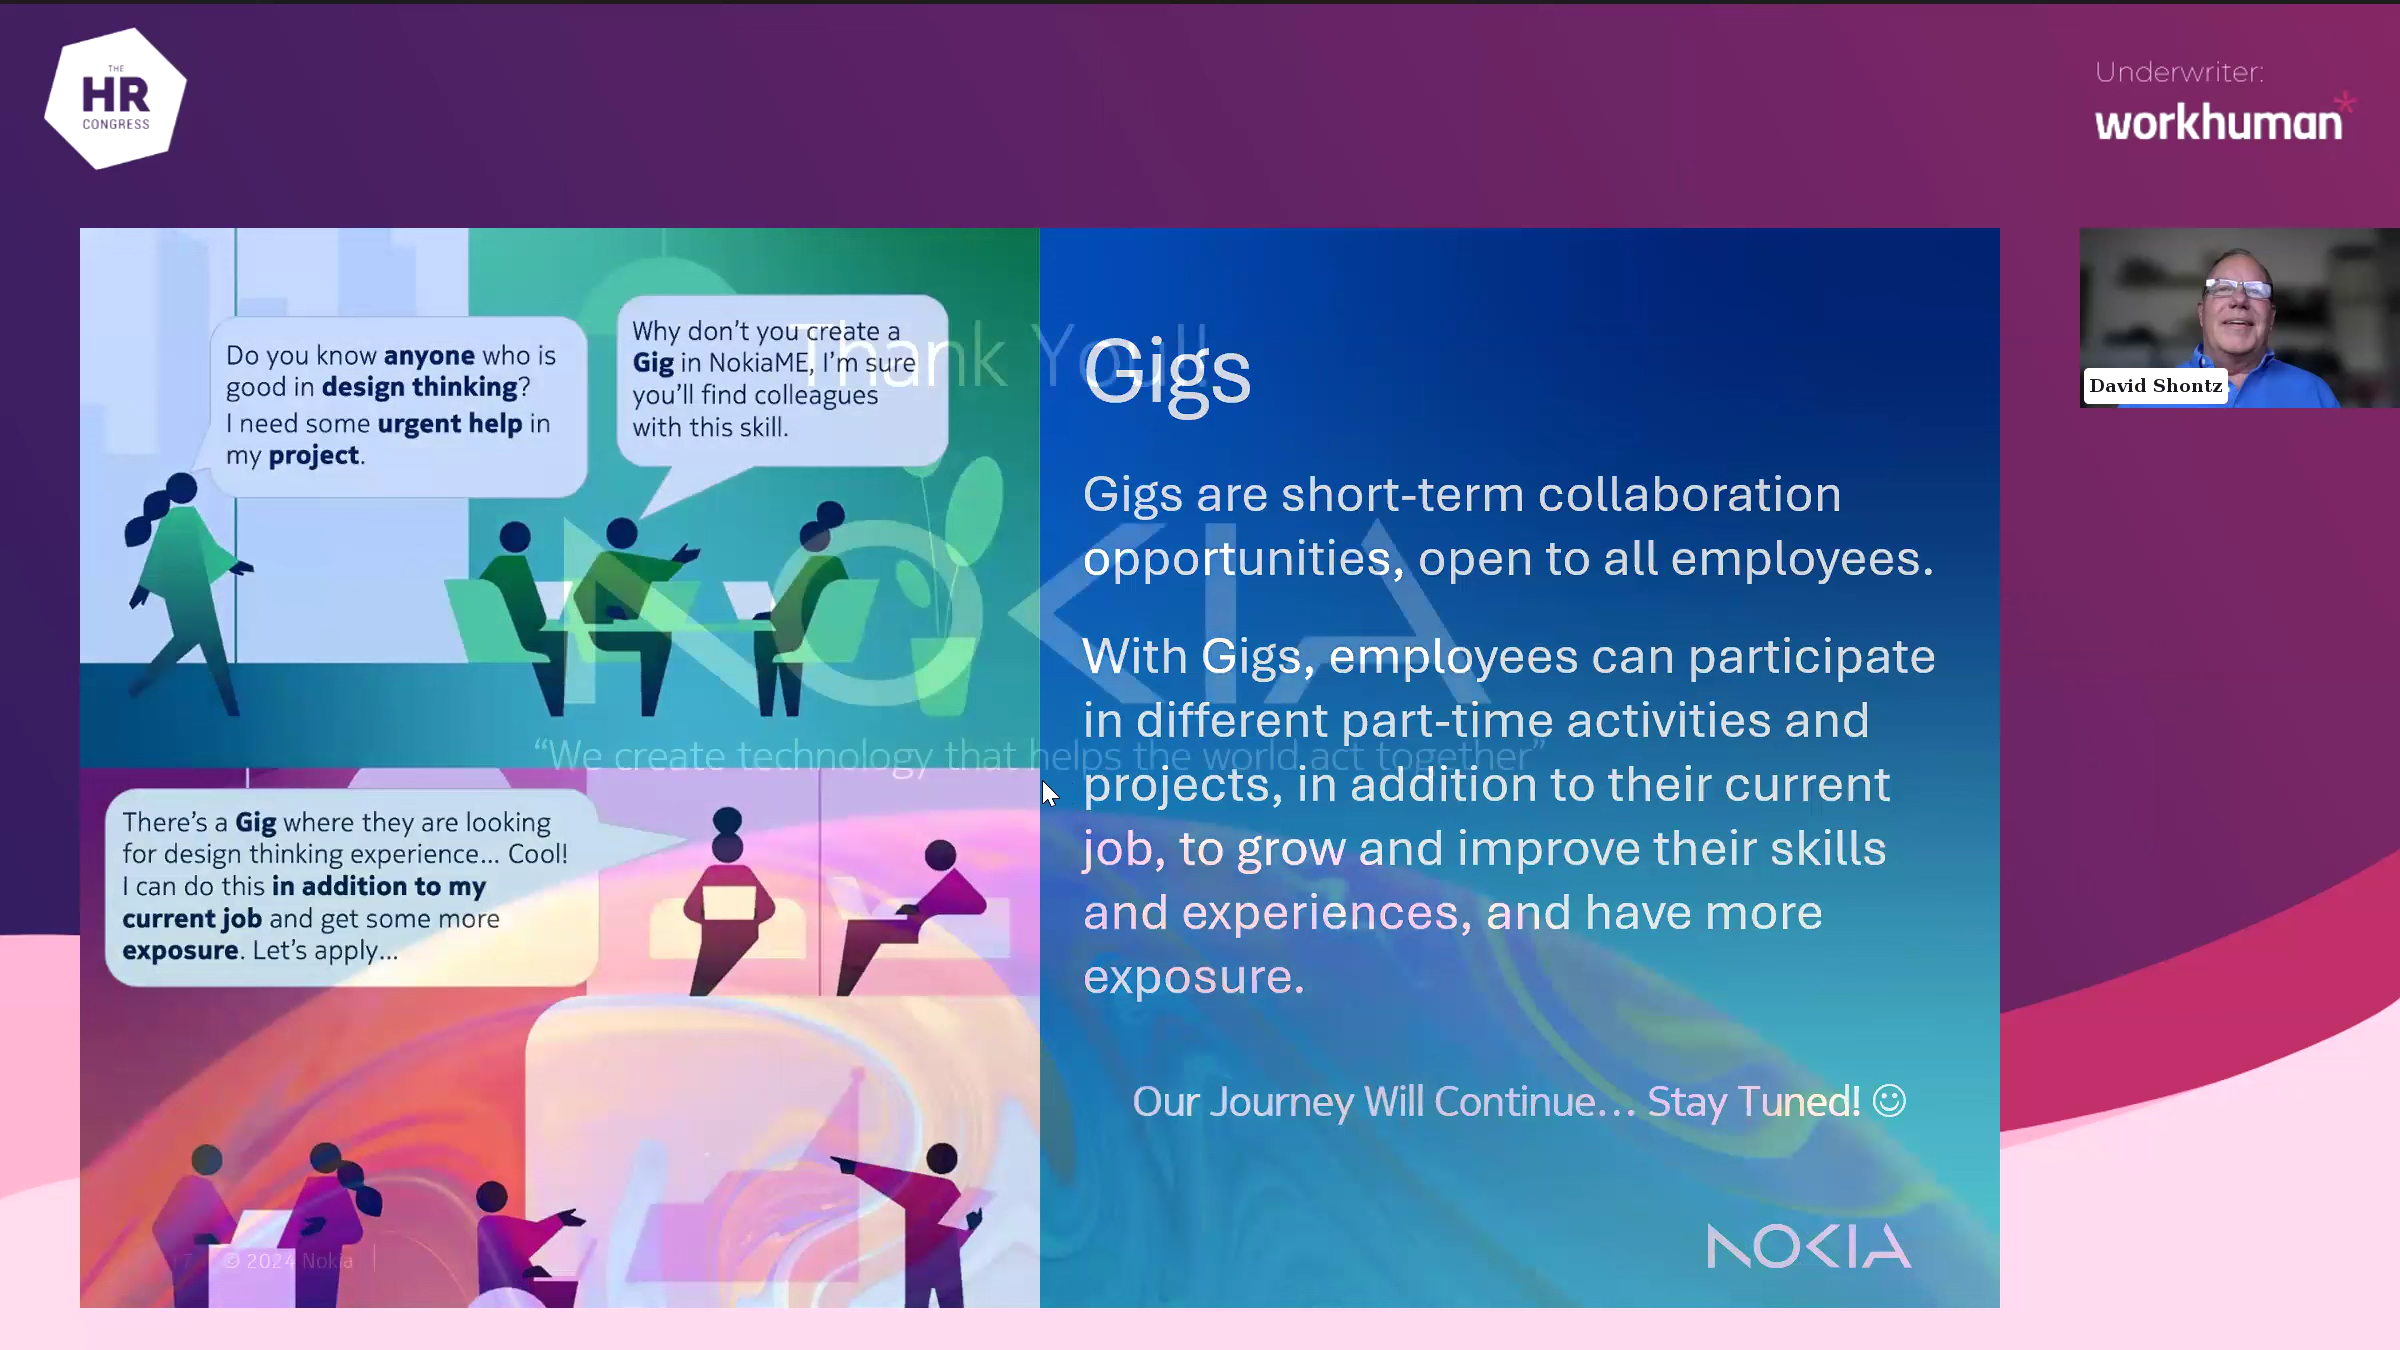 THE
HR
CONGRESS
Underwriter:
workhuman*
Do you know anyone who is
good in design thinking?
I need some urgent help in
my project.
Why don't you create a
Gig in NokiaME, I'm sure
you'll find colleagues
with this skill.
Thank You!!
Gigs
Gigs are short-term collaboration
opportunities, open to all employees.
NOKIA
With Gigs, employees can participate
in different part-time activities and
projects, in addition to their current
job, to grow and improve their skills
and experiences, and have more
exposure.
"We create technology that helps the world act together"
There's a Gig where they are looking
for design thinking experience... Cool!
I can do this in addition to my
current job and get some more
exposure. Let's apply...
Our Journey Will Continue... Stay Tuned! ☺
© 2024 Nokia
NOKIA
David Shontz